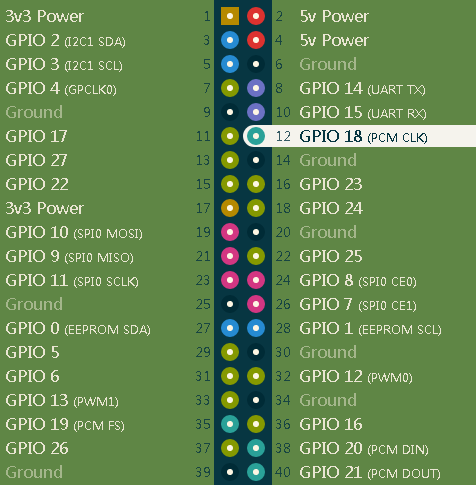 3v3 Power 1 2 5v Power
GPIO 2 (I2C1 SDA) 3 4 5v Power
GPIO 3 (I2C1 SCL) 5 6 Ground
GPIO 4 (GPCLK0) 7 8 GPIO 14 (UART TX)
Ground 9 10 GPIO 15 (UART RX)
GPIO 17 11 12 GPIO 18 (PCM CLK)
GPIO 27 13 14 Ground
GPIO 22 15 16 GPIO 23
3v3 Power 17 18 GPIO 24
GPIO 10 (SPI0 MOSI) 19 20 Ground
GPIO 9 (SPI0 MISO) 21 22 GPIO 25
GPIO 11 (SPI0 SCLK) 23 24 GPIO 8 (SPI0 CE0)
Ground 25 26 GPIO 7 (SPI0 CE1)
GPIO 0 (EEPROM SDA) 27 28 GPIO 1 (EEPROM SCL)
GPIO 5 29 30 Ground
GPIO 6 31 32 GPIO 12 (PWM0)
GPIO 13 (PWM1) 33 34 Ground
GPIO 19 (PCM FS) 35 36 GPIO 16
GPIO 26 37 38 GPIO 20 (PCM DIN)
Ground 39 40 GPIO 21 (PCM DOUT)